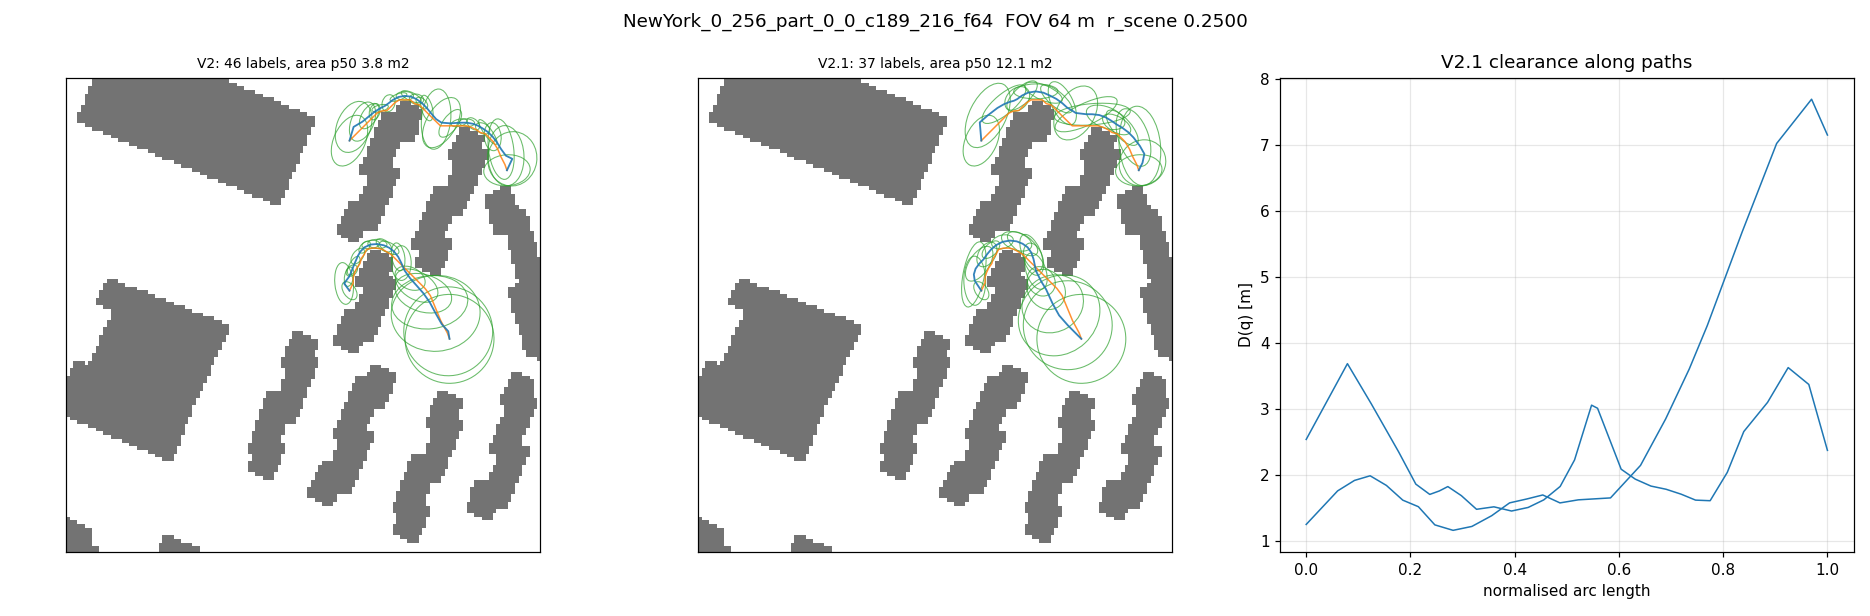 NewYork_0_256_part_0_0_c189_216_f64  FOV 64 m  r_scene 0.2500
V2: 46 labels, area p50 3.8 m2
V2.1: 37 labels, area p50 12.1 m2
V2.1 clearance along paths
D(q) [m]
8
7
6
5
4
3
2
1
0.0 0.2 0.4 0.6 0.8 1.0
normalised arc length